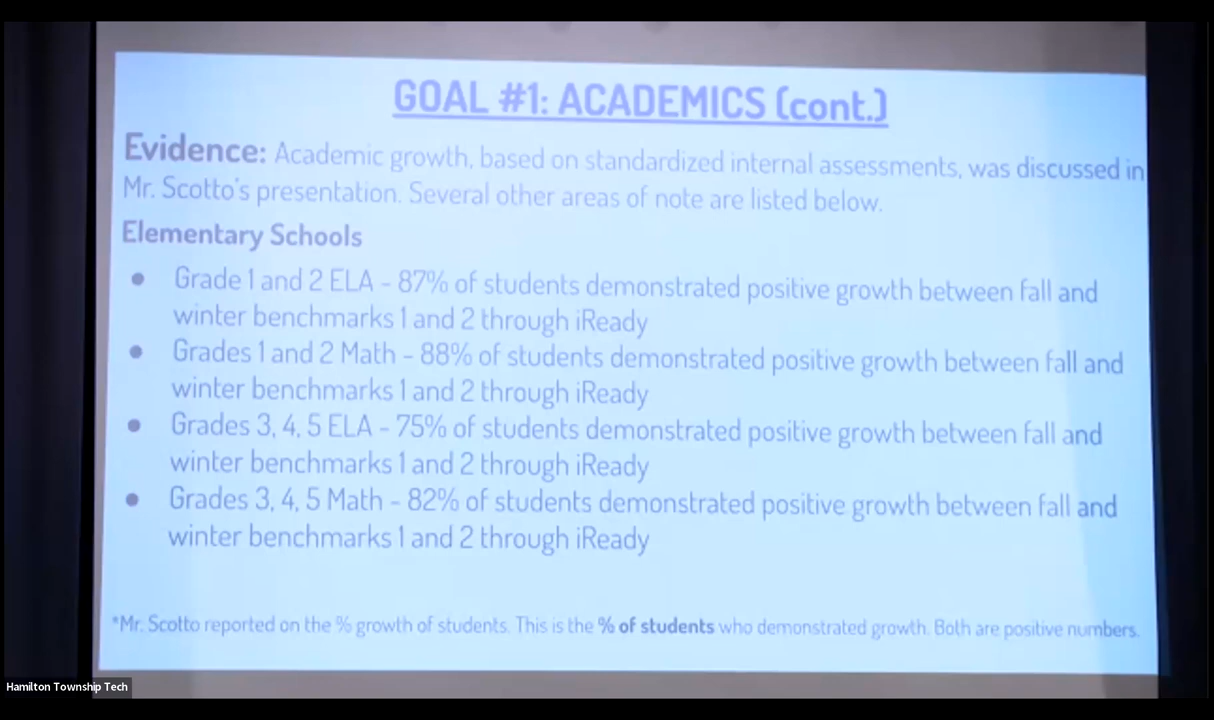 GOAL #1: ACADEMICS (cont.)
Evidence: Academic growth, based on standardized internal assessments, was discussed in
Mr. Scotto's presentation. Several other areas of note are listed below.
Elementary Schools
● Grade 1 and 2 ELA - 87% of students demonstrated positive growth between fall and
winter benchmarks 1 and 2 through iReady
● Grades 1 and 2 Math - 88% of students demonstrated positive growth between fall and
winter benchmarks 1 and 2 through iReady
● Grades 3, 4, 5 ELA - 75% of students demonstrated positive growth between fall and
winter benchmarks 1 and 2 through iReady
● Grades 3, 4, 5 Math - 82% of students demonstrated positive growth between fall and
winter benchmarks 1 and 2 through iReady
*Mr. Scotto reported on the % growth of students. This is the % of students who demonstrated growth. Both are positive numbers.
Hamilton Township Tech